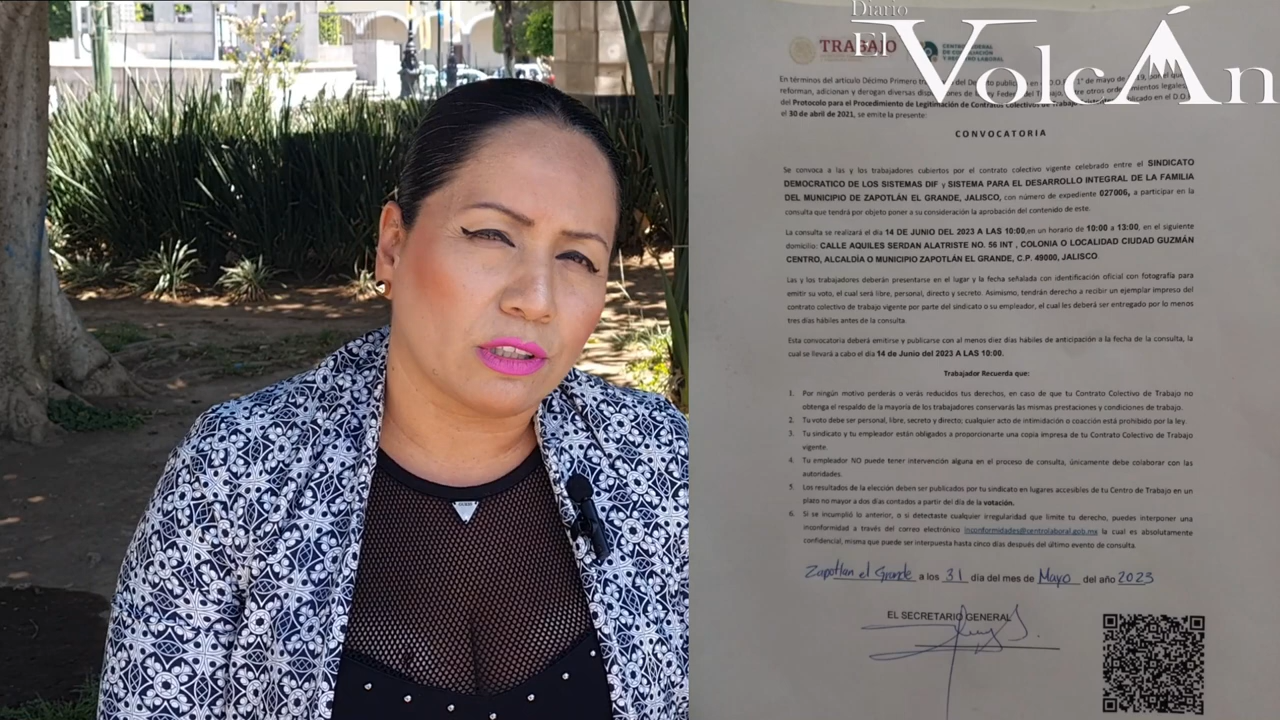 Diario
El Volcán
TRABAJO
CENTRO FEDERAL
DE CONCILIACIÓN
Y REGISTRO LABORAL
En términos del artículo Décimo Primero del Decreto D.O.F. 1° de mayo de
reforman, adicionan y derogan diversas Ley Federal del Trabajo,
del Protocolo para el Procedimiento de Legitimación de Contratos Colectivos de Trabajo en el D.O.
el 30 de abril de 2021, se emite la presente:
CONVOCATORIA
Se convoca a las y los trabajadores cubiertos por el contrato colectivo vigente celebrado entre el SINDICATO
DEMOCRATICO DE LOS SISTEMAS DIF y SISTEMA PARA EL DESARROLLO INTEGRAL DE LA FAMILIA
DEL MUNICIPIO DE ZAPOTLÁN EL GRANDE, JALISCO, con número de expediente 027006, a participar en la
consulta que tendrá por objeto poner a su consideración la aprobación del contenido de este.
La consulta se realizará el día 14 DE JUNIO DEL 2023 A LAS 10:00,en un horario de 10:00 a 13:00, en el siguiente
domicilio: CALLE AQUILES SERDAN ALATRISTE NO. 56 INT , COLONIA O LOCALIDAD CIUDAD GUZMÁN
CENTRO, ALCALDÍA O MUNICIPIO ZAPOTLÁN EL GRANDE, C.P. 49000, JALISCO
Las y los trabajadores deberán presentarse en el lugar y la fecha señalada con identificación oficial con fotografía para
emitir su voto, el cual será libre, personal, directo y secreto. Asimismo, tendrán derecho a recibir un ejemplar impreso del
contrato colectivo de trabajo vigente por parte del sindicato o su empleador, el cual les deberá ser entregado por lo menos
tres días hábiles antes de la consulta.
Esta convocatoria deberá emitirse y publicarse con al menos diez días hábiles de anticipación a la fecha de la consulta, la
cual se llevará a cabo el día 14 de Junio del 2023 A LAS 10:00.
Trabajador Recuerda que:
1. Por ningún motivo perderás o verás reducidos tus derechos, en caso de que tu Contrato Colectivo de Trabajo no
obtenga el respaldo de la mayoría de los trabajadores conservarás las mismas prestaciones y condiciones de trabajo.
2. Tu voto debe ser personal, libre, secreto y directo; cualquier acto de intimidación o coacción está prohibido por la ley.
3. Tu sindicato y tu empleador están obligados a proporcionarte una copia impresa de tu Contrato Colectivo de Trabajo
vigente.
4. Tu empleador NO puede tener intervención alguna en el proceso de consulta, únicamente debe colaborar con las
autoridades.
5. Los resultados de la elección deben ser publicados por tu sindicato en lugares accesibles de tu Centro de Trabajo en un
plazo no mayor a dos días contados a partir del día de la votación.
6. Si se incumplió lo anterior, o si detectaste cualquier irregularidad que limite tu derecho, puedes interponer una
inconformidad a través del correo electrónico inconformidades@centrolaboral.gob.mx la cual es absolutamente
confidencial, misma que puede ser interpuesta hasta cinco días después del último evento de consulta.
Zapotlan el Grande a los 31 día del mes de Mayo del año 2023
EL SECRETARIO GENERAL